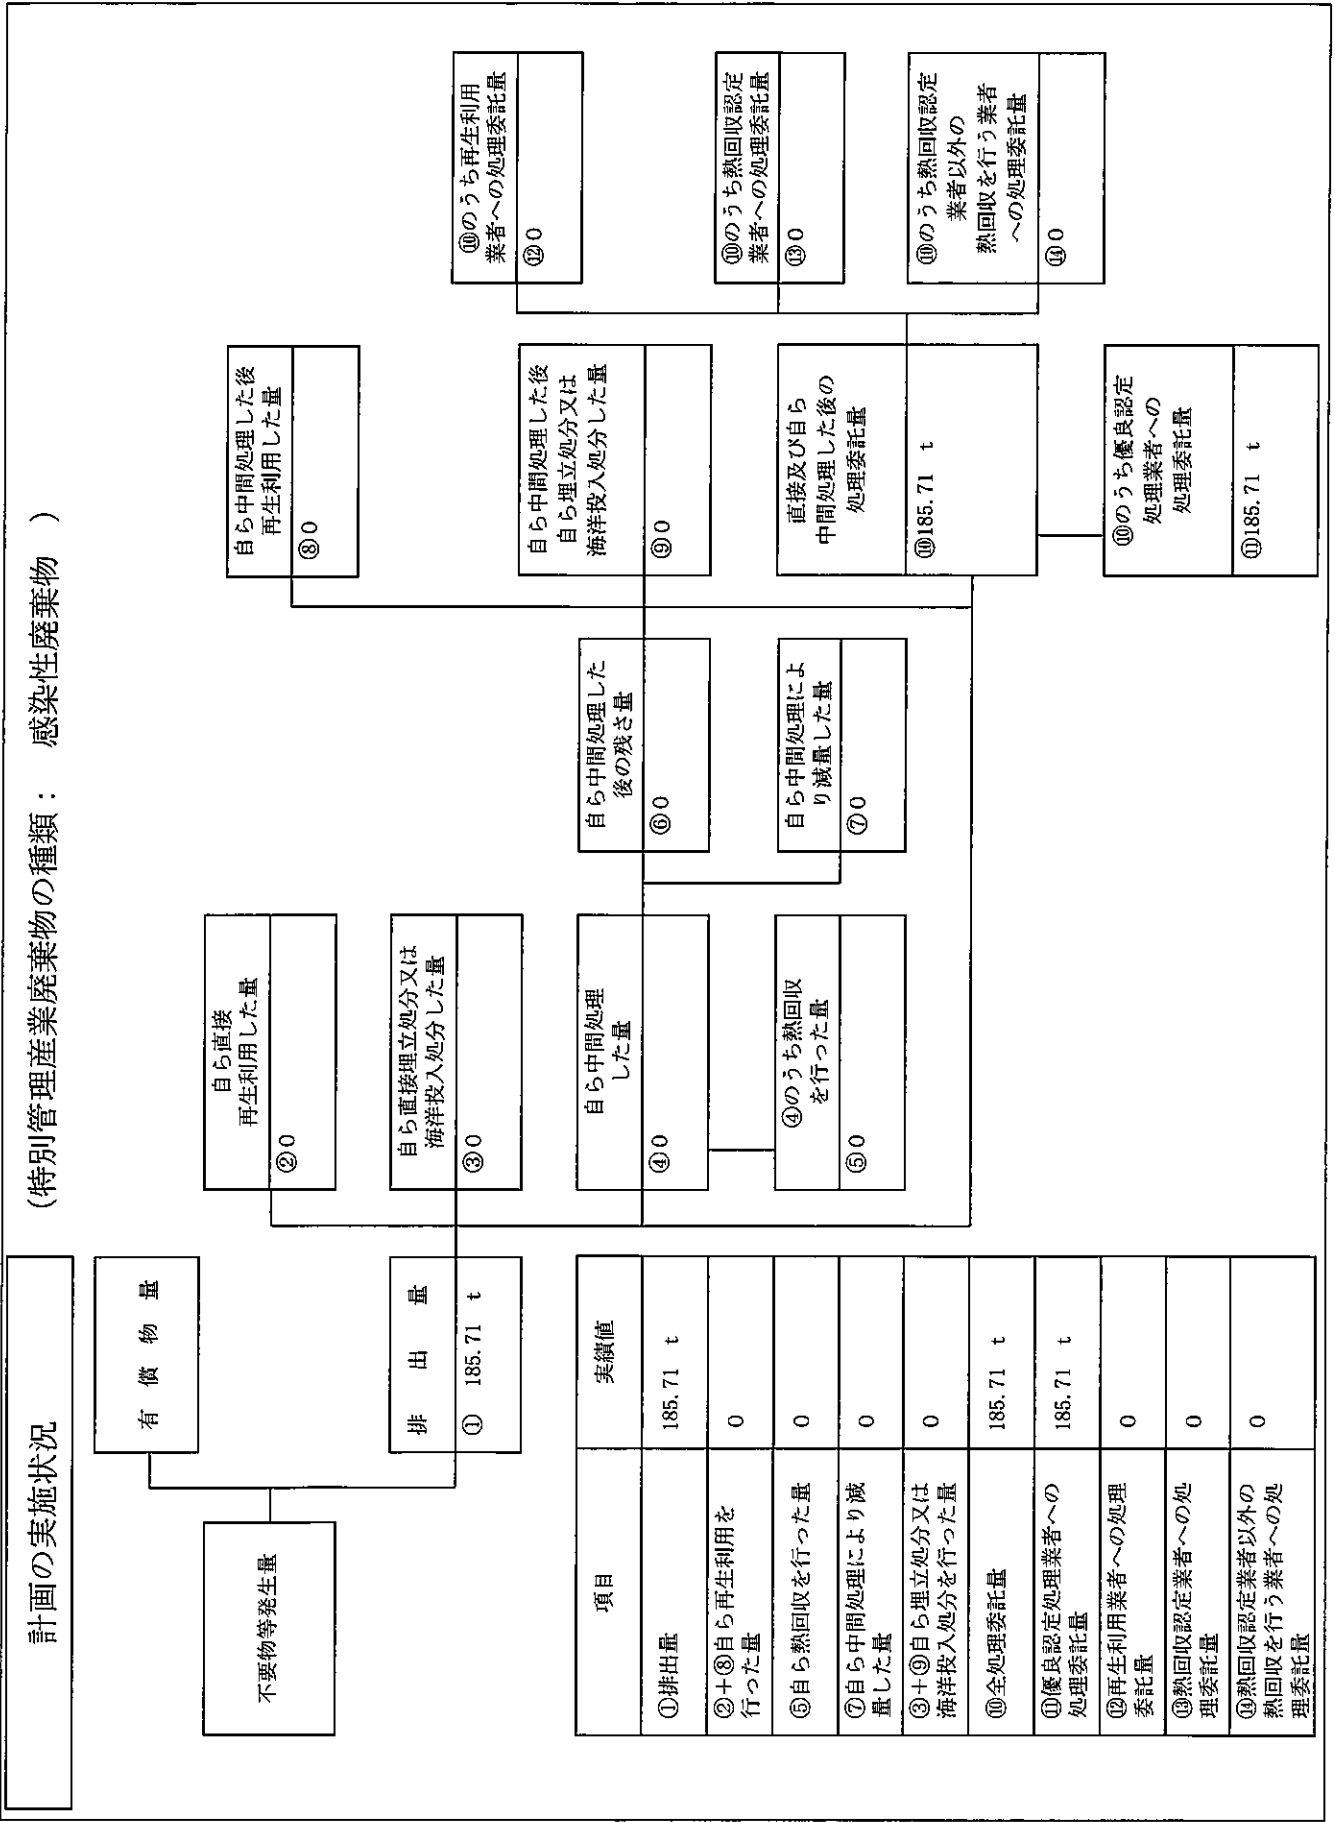 計画の実施状況
(特別管理産業廃棄物の種類: 感染性廃棄物 )
不要物等発生量
有償物量
排出量
① 185.71 t
自ら直接
再生利用した量
②0
自ら直接埋立処分又は
海洋投入処分した量
③0
自ら中間処理
した量
④0
④のうち熱回収
を行った量
⑤0
自ら中間処理した
後の残さ量
⑥0
自ら中間処理によ
り減量した量
⑦0
自ら中間処理した後
再生利用した量
⑧0
自ら中間処理した後
自ら埋立処分又は
海洋投入処分した量
⑨0
直接及び自ら
中間処理した後の
処理委託量
⑩185.71 t
⑩のうち優良認定
処理業者への
処理委託量
⑪185.71 t
⑩のうち再生利用
業者への処理委託量
⑫0
⑩のうち熱回収認定
業者への処理委託量
⑬0
⑩のうち熱回収認定
業者以外の
熱回収を行う業者
への処理委託量
⑭0
項目 実績値
①排出量 185.71 t
②+⑧自ら再生利用を
行った量 0
⑤自ら熱回収を行った量 0
⑦自ら中間処理により減
量した量 0
③+⑨自ら埋立処分又は
海洋投入処分を行った量 0
⑩全処理委託量 185.71 t
⑪優良認定処理業者への
処理委託量 185.71 t
⑫再生利用業者への処理
委託量 0
⑬熱回収認定業者への処
理委託量 0
⑭熱回収認定業者以外の
熱回収を行う業者への処
理委託量 0